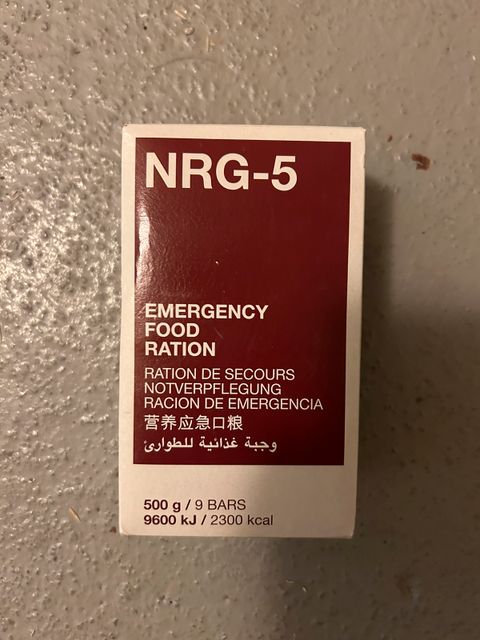 NRG-5
EMERGENCY
FOOD
RATION
RATION DE SECOURS
NOTVERPFLEGUNG
RACION DE EMERGENCIA
营养应急口粮
وجبة غذائية للطوارئ
500 g / 9 BARS
9600 kJ / 2300 kcal